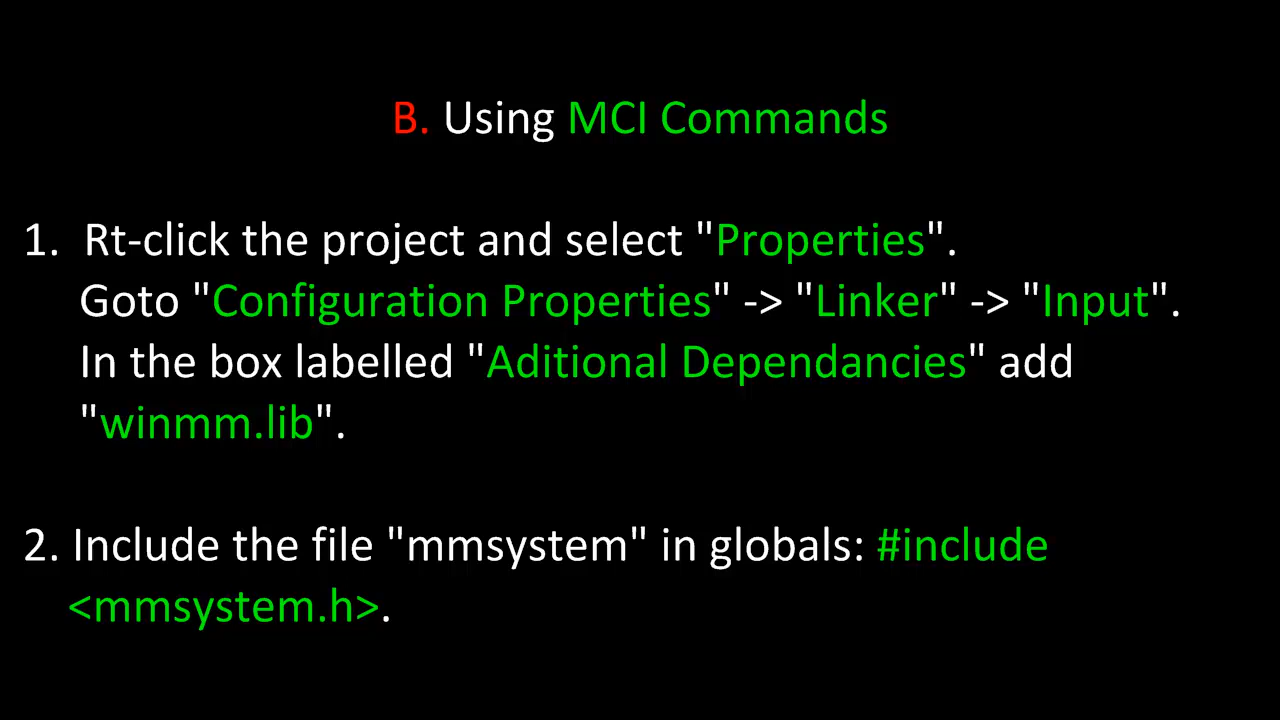 B. Using MCI Commands
1. Rt-click the project and select "Properties".
Goto "Configuration Properties" -> "Linker" -> "Input".
In the box labelled "Aditional Dependancies" add
"winmm.lib".
2. Include the file "mmsystem" in globals: #include
<mmsystem.h>.